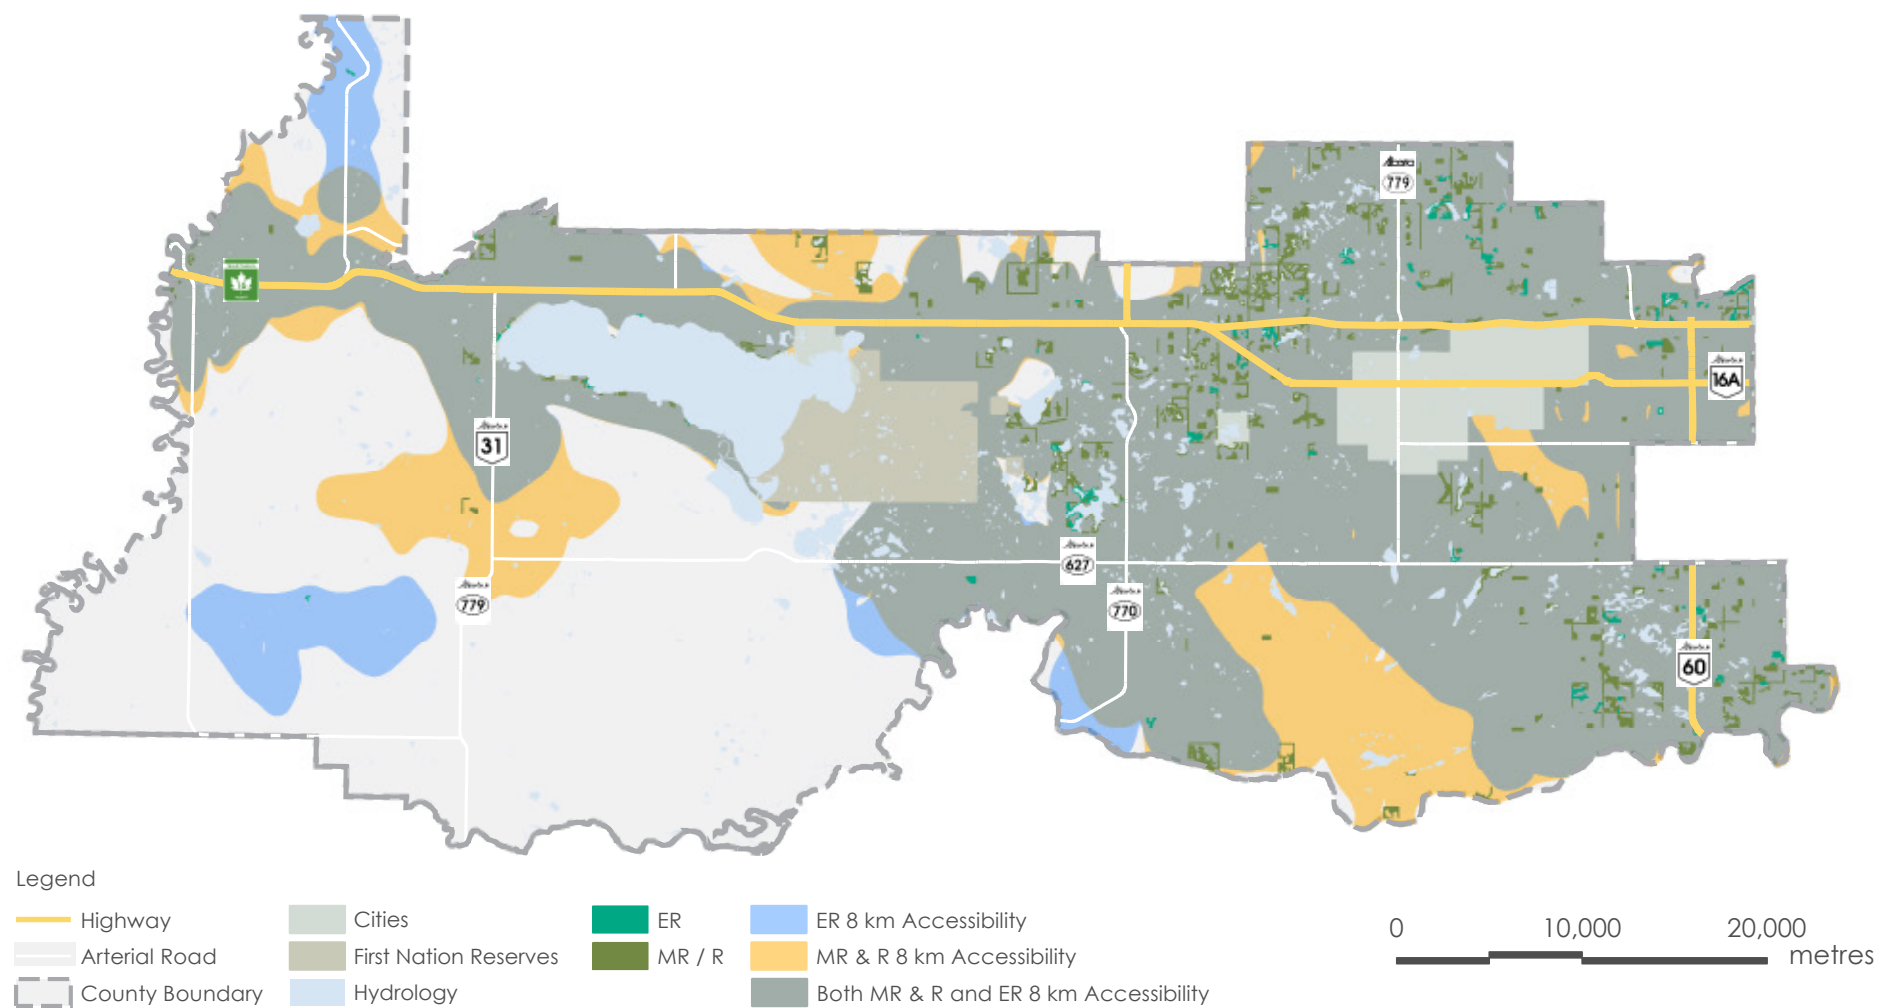 Alberta
779
Alberta
16A
Alberta
31
Alberta
627
Alberta
779
Alberta
770
Alberta
60
Legend
Highway
Arterial Road
County Boundary
Cities
First Nation Reserves
Hydrology
ER
MR / R
ER 8 km Accessibility
MR & R 8 km Accessibility
Both MR & R and ER 8 km Accessibility
0 10,000 20,000
metres